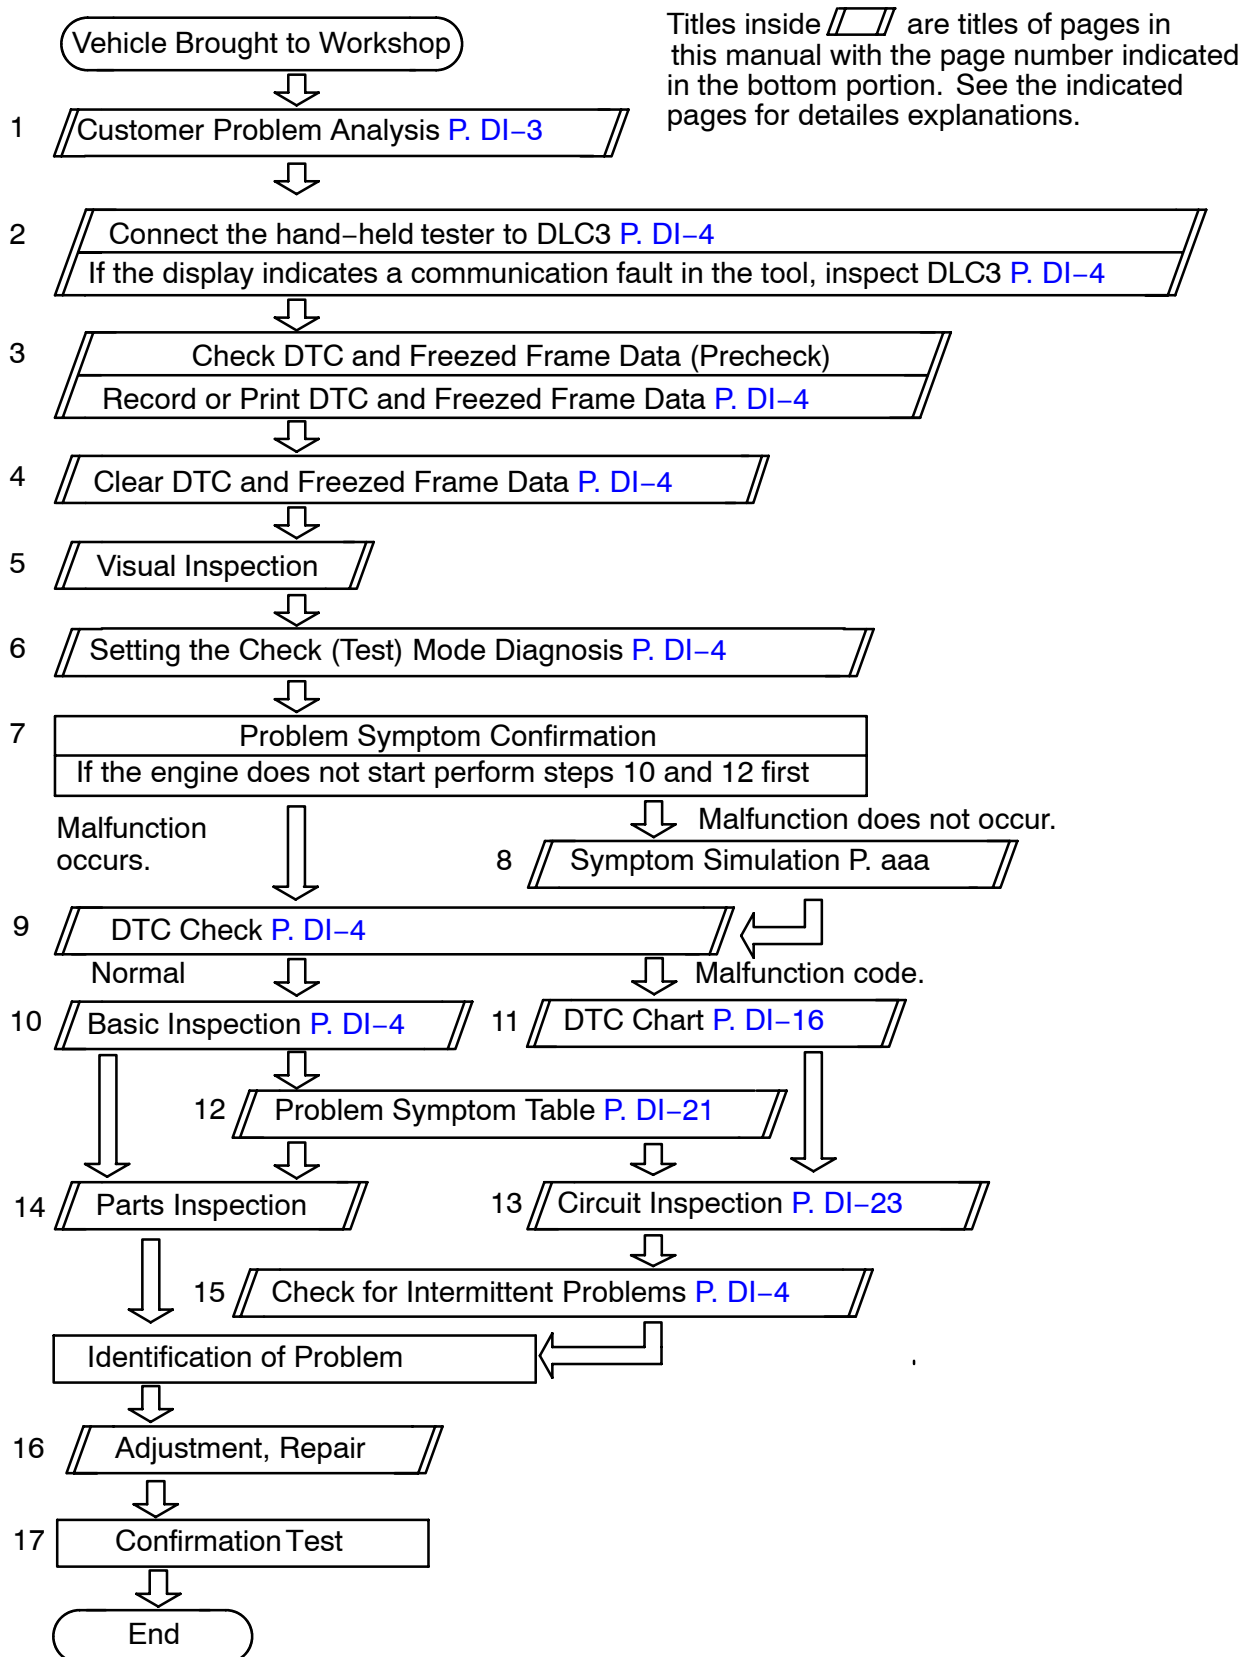 Vehicle Brought to Workshop
Titles inside are titles of pages in
this manual with the page number indicated
in the bottom portion. See the indicated
pages for detailes explanations.
1 Customer Problem Analysis P. DI–3
2 Connect the hand–held tester to DLC3 P. DI–4
If the display indicates a communication fault in the tool, inspect DLC3 P. DI–4
3 Check DTC and Freezed Frame Data (Precheck)
Record or Print DTC and Freezed Frame Data P. DI–4
4 Clear DTC and Freezed Frame Data P. DI–4
5 Visual Inspection
6 Setting the Check (Test) Mode Diagnosis P. DI–4
7 Problem Symptom Confirmation
If the engine does not start perform steps 10 and 12 first
Malfunction
occurs.
Malfunction does not occur.
8 Symptom Simulation P. aaa
9 DTC Check P. DI–4
Normal
Malfunction code.
10 Basic Inspection P. DI–4
11 DTC Chart P. DI–16
12 Problem Symptom Table P. DI–21
14 Parts Inspection
13 Circuit Inspection P. DI–23
15 Check for Intermittent Problems P. DI–4
Identification of Problem
16 Adjustment, Repair
17 Confirmation Test
End